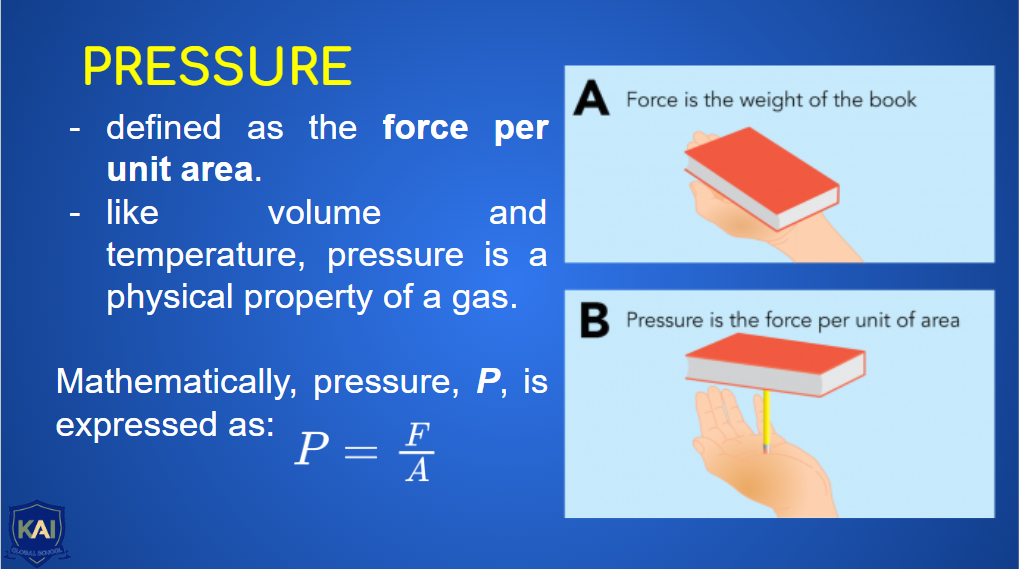 PRESSURE
- defined as the force per
unit area.
- like volume and
temperature, pressure is a
physical property of a gas.
Mathematically, pressure, P, is
expressed as:
P = F/A
A Force is the weight of the book
B Pressure is the force per unit of area
KAI
GLOBAL SCHOOL